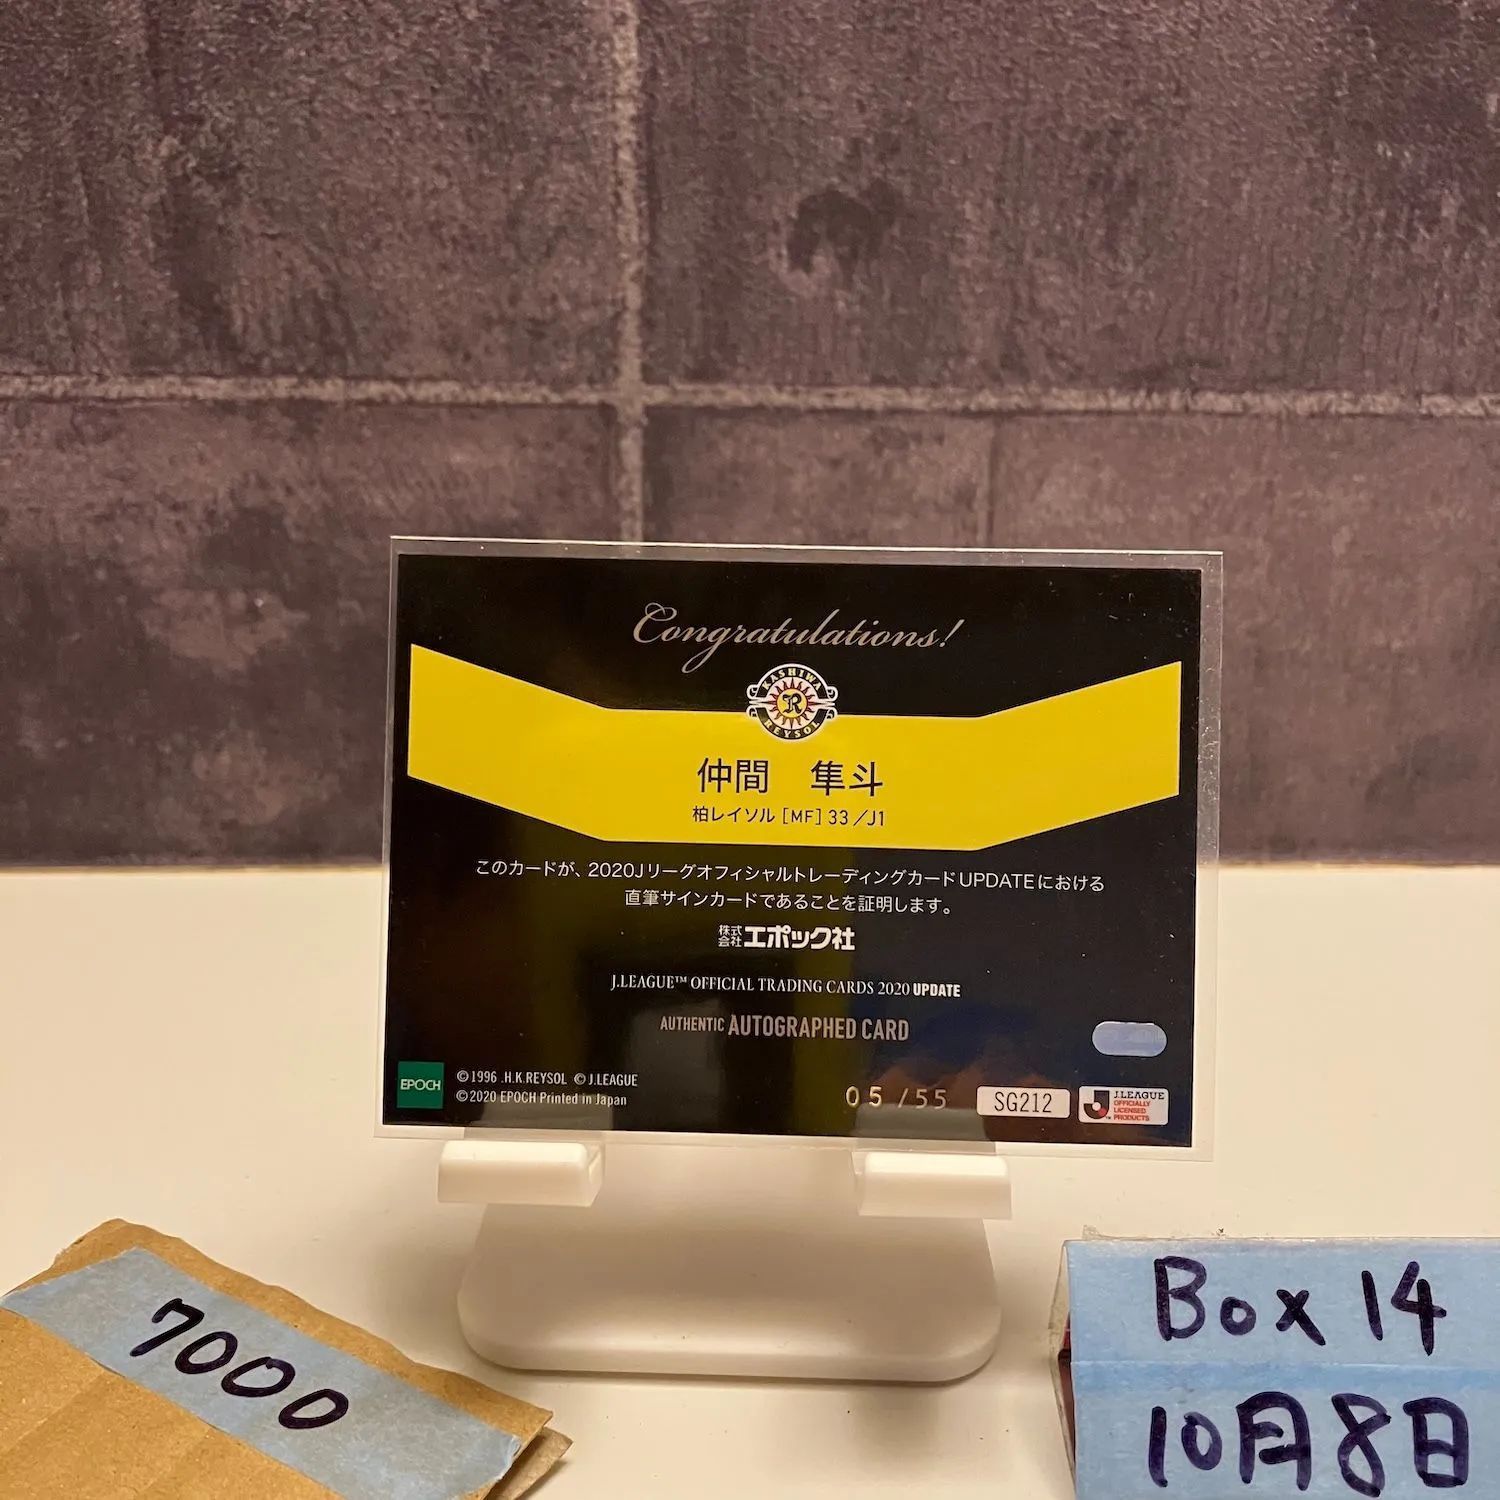 Congratulations!
KASHIWA
R
REYSOL
仲間 隼斗
柏レイソル [MF] 33/J1
このカードが、2020Jリーグオフィシャルトレーディングカード UPDATEにおける
直筆サインカードであることを証明します。
株式会社エポック社
J.LEAGUE™ OFFICIAL TRADING CARDS 2020 UPDATE
AUTHENTIC AUTOGRAPHED CARD
EPOCH
©1996 .H.K.REYSOL ©J.LEAGUE
©2020 EPOCH Printed in Japan
05/55
SG212
J.LEAGUE
OFFICIALLY
LICENSED
PRODUCTS
7000
Box 14
10月8日